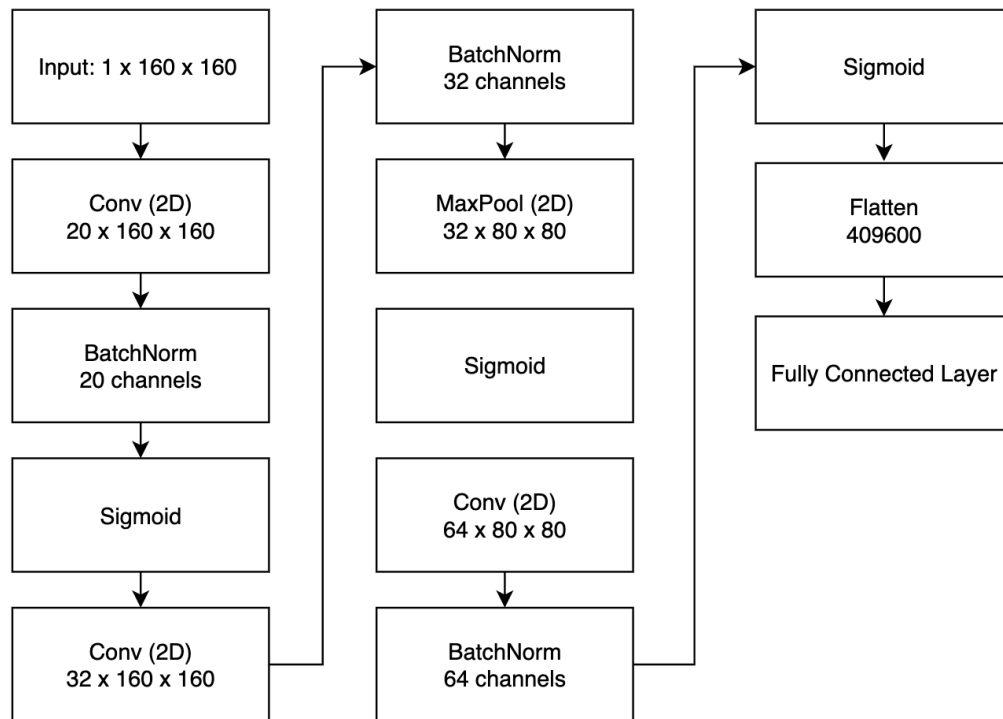 Input: 1 x 160 x 160
Conv (2D)
20 x 160 x 160
BatchNorm
20 channels
Sigmoid
Conv (2D)
32 x 160 x 160
BatchNorm
32 channels
MaxPool (2D)
32 x 80 x 80
Sigmoid
Conv (2D)
64 x 80 x 80
BatchNorm
64 channels
Sigmoid
Flatten
409600
Fully Connected Layer